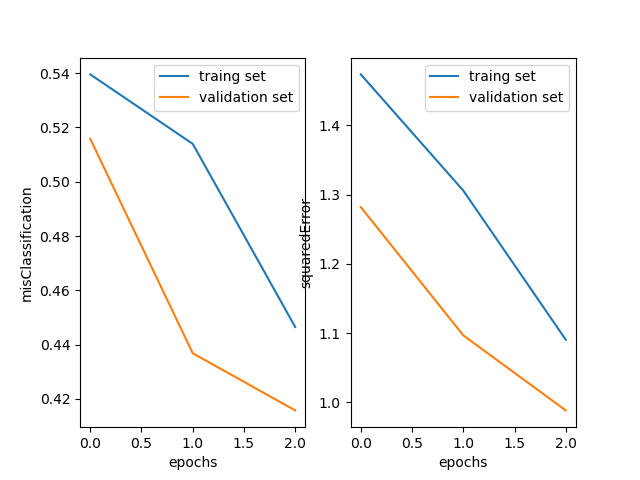 traing set
validation set
0.54
0.52
0.50
0.48
0.46
0.44
0.42
misClassification
0.0 0.5 1.0 1.5 2.0
epochs
traing set
validation set
1.4
1.3
1.2
1.1
1.0
squaredError
0.0 0.5 1.0 1.5 2.0
epochs